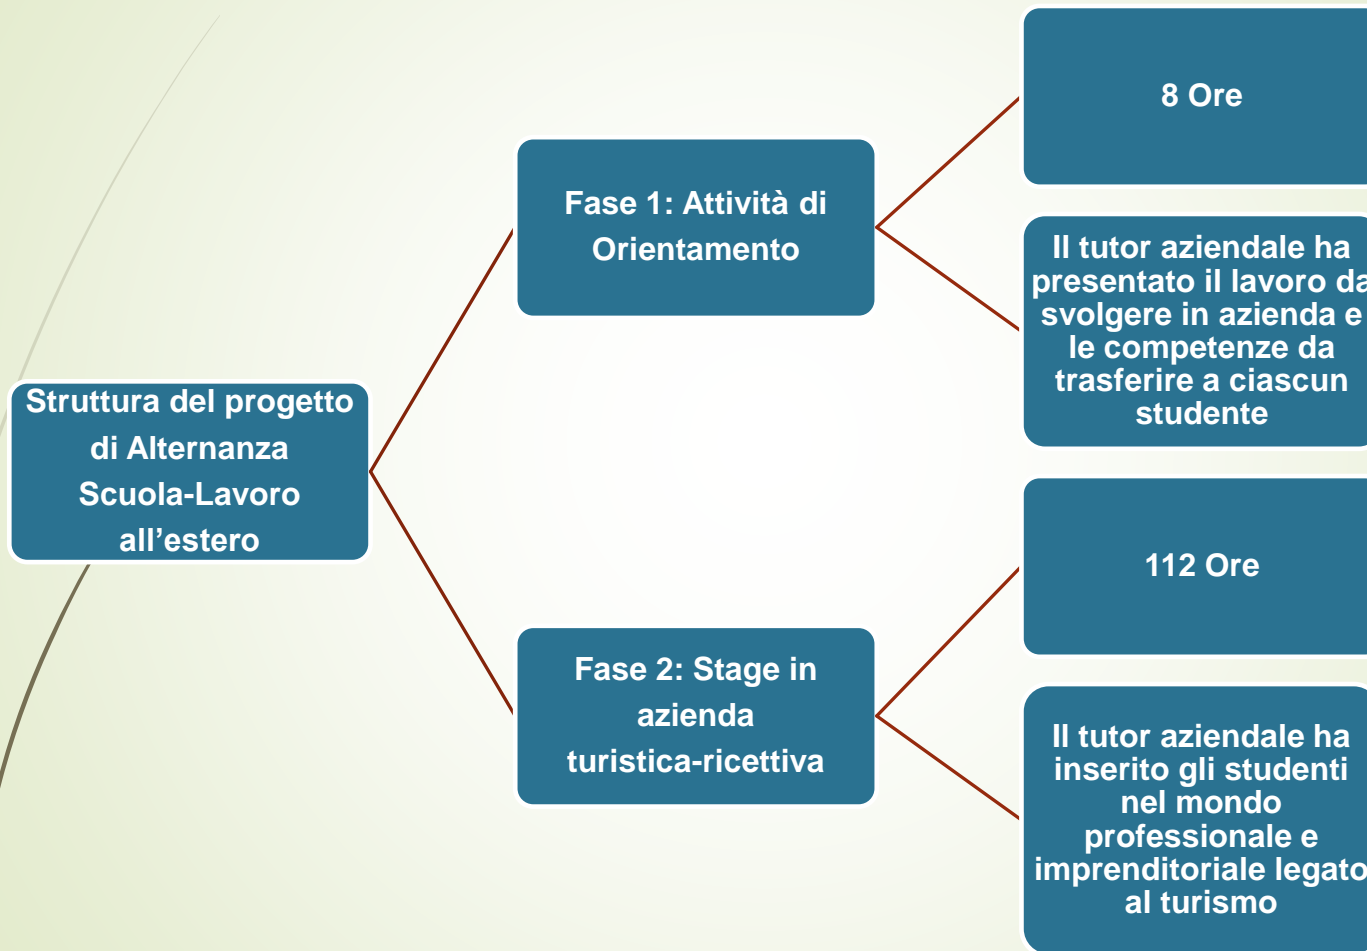 Struttura del progetto
di Alternanza
Scuola-Lavoro
all’estero
Fase 1: Attività di
Orientamento
8 Ore
Il tutor aziendale ha
presentato il lavoro da
svolgere in azienda e
le competenze da
trasferire a ciascun
studente
Fase 2: Stage in
azienda
turistica-ricettiva
112 Ore
Il tutor aziendale ha
inserito gli studenti
nel mondo
professionale e
imprenditoriale legato
al turismo